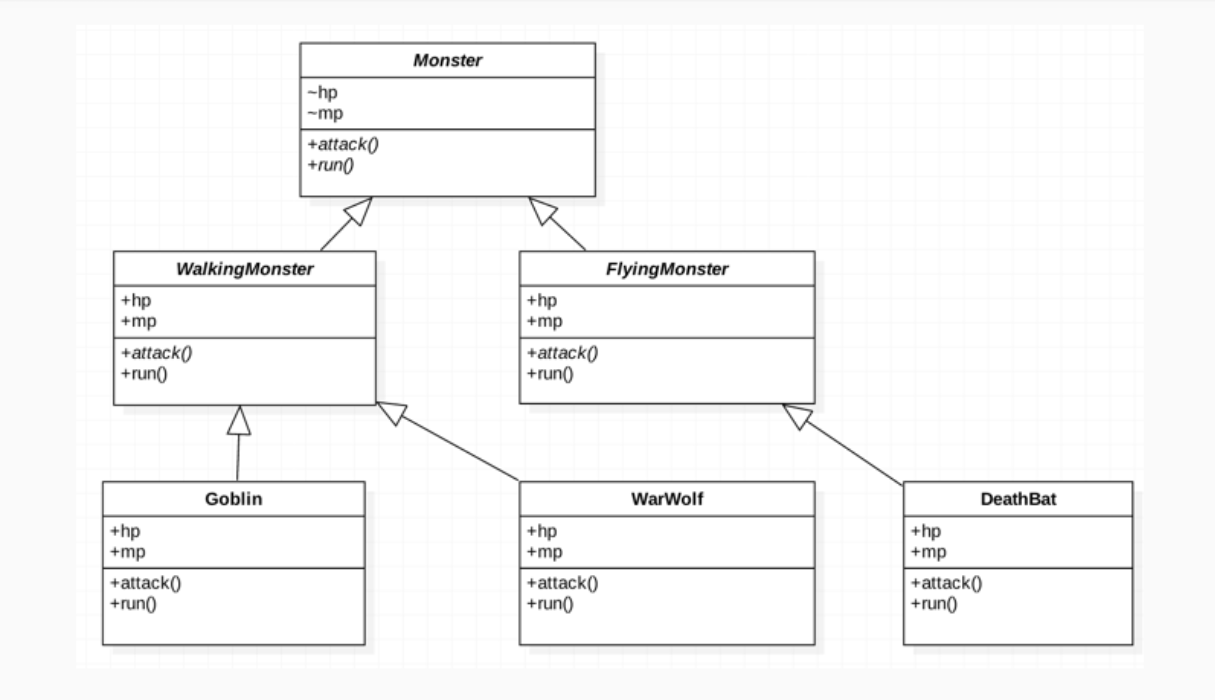 Monster
~hp
~mp
+attack()
+run()
WalkingMonster
+hp
+mp
+attack()
+run()
FlyingMonster
+hp
+mp
+attack()
+run()
Goblin
+hp
+mp
+attack()
+run()
WarWolf
+hp
+mp
+attack()
+run()
DeathBat
+hp
+mp
+attack()
+run()